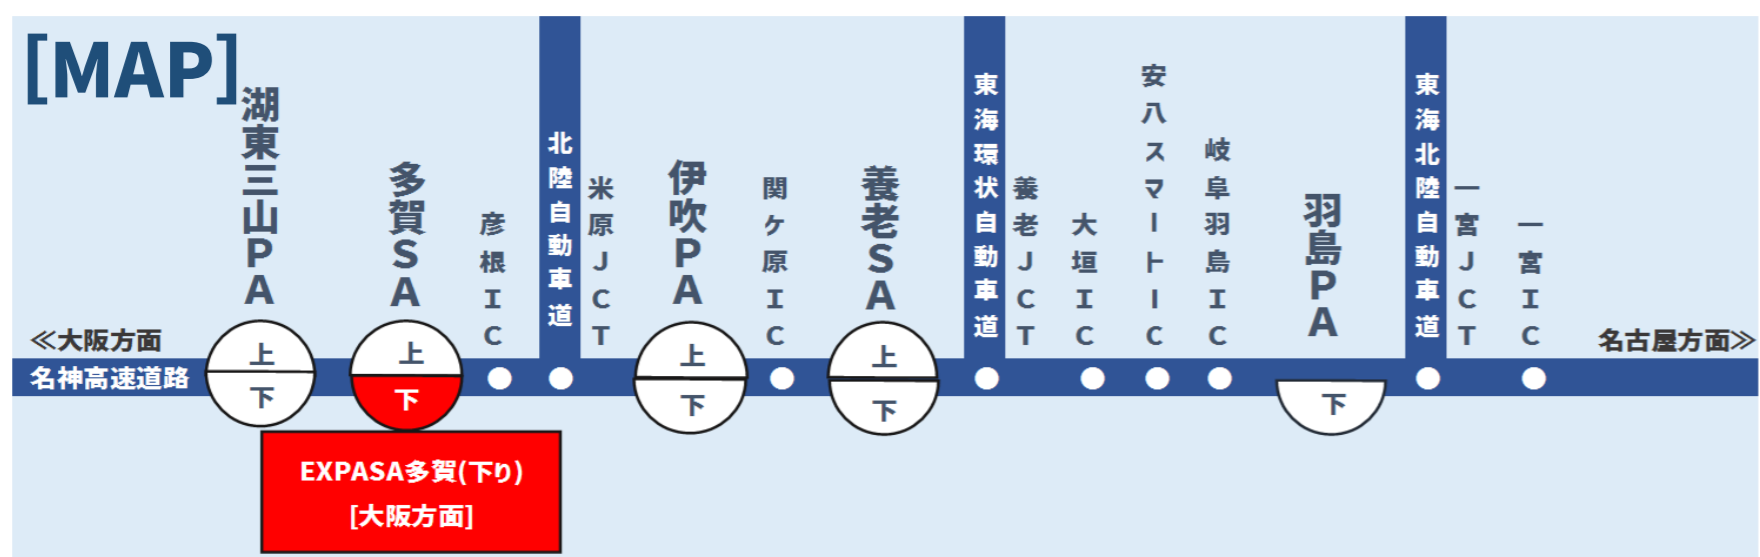 [MAP]
湖東三山PA
多賀SA
彦根IC
北陸自動車道
米原JCT
伊吹PA
関ケ原IC
養老SA
東海環状自動車道
養老JCT
大垣IC
安八スマートIC
岐阜羽島IC
羽島PA
東海北陸自動車道
一宮JCT
一宮IC
≪大阪方面
名古屋方面≫
名神高速道路
上
下
上
下
上
下
上
下
下
EXPASA多賀(下り)
[大阪方面]